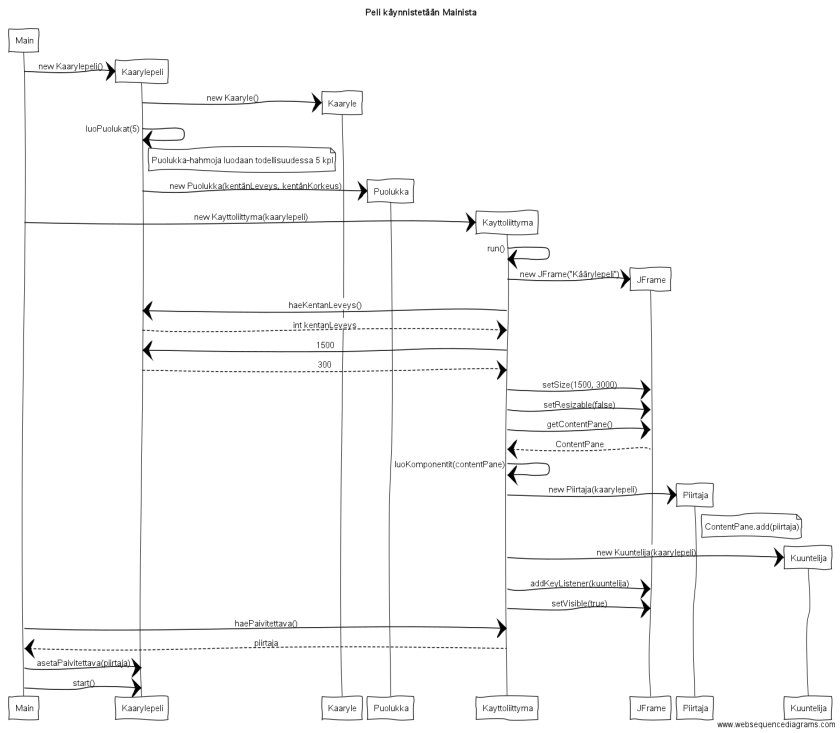 Peli käynnistetään Mainista
Main
new Kaarylepeli()
Kaarylepeli
new Kaaryle()
Kaaryle
luoPuolukat(5)
Puolukka-hahmoja luodaan todellisuudessa 5 kpl
new Puolukka(kentänLeveys, kentänKorkeus)
Puolukka
new Kayttoliittyma(kaarylepeli)
Kayttoliittyma
run()
new JFrame("Käärylepeli")
JFrame
haeKentanLeveys()
int kentanLeveys
1500
300
setSize(1500, 3000)
setResizable(false)
getContentPane()
ContentPane
luoKomponentit(contentPane)
new Piirtaja(kaarylepeli)
Piirtaja
ContentPane.add(piirtaja)
new Kuuntelija(kaarylepeli)
Kuuntelija
addKeyListener(kuuntelija)
setVisible(true)
haePaivitettava()
piirtaja
asetaPaivitettava(piirtaja)
start()
Main Kaarylepeli Kaaryle Puolukka Kayttoliittyma JFrame Piirtaja Kuuntelija
www.websequencediagrams.com